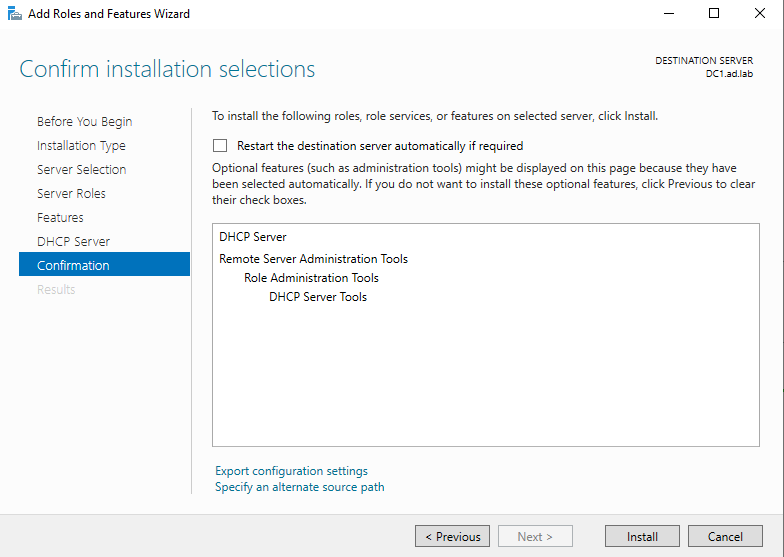 Add Roles and Features Wizard
Confirm installation selections
DESTINATION SERVER
DC1.ad.lab
Before You Begin
Installation Type
Server Selection
Server Roles
Features
DHCP Server
Confirmation
Results
To install the following roles, role services, or features on selected server, click Install.
Restart the destination server automatically if required
Optional features (such as administration tools) might be displayed on this page because they have
been selected automatically. If you do not want to install these optional features, click Previous to clear
their check boxes.
DHCP Server
Remote Server Administration Tools
Role Administration Tools
DHCP Server Tools
Export configuration settings
Specify an alternate source path
< Previous
Next >
Install
Cancel